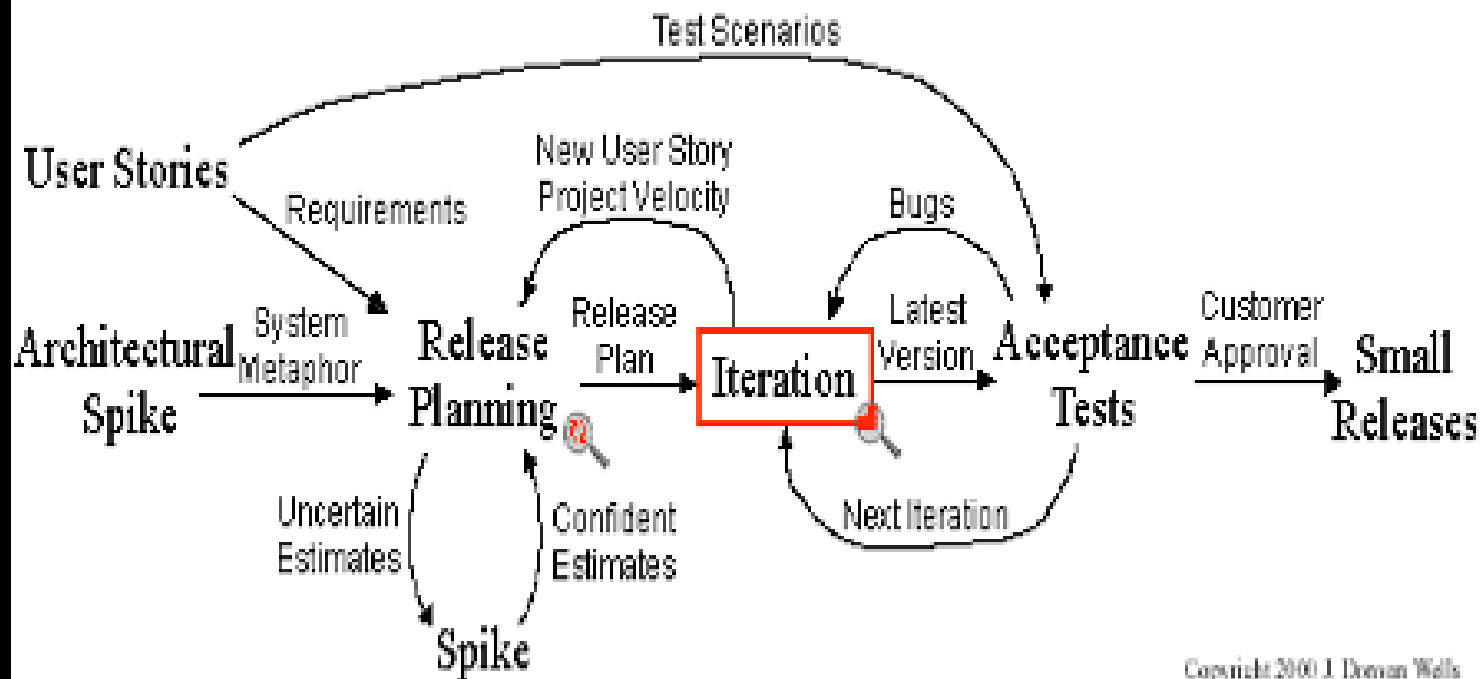 Test Scenarios
User Stories
New User Story
Project Velocity
Requirements
Bugs
Architectural
Spike
System
Metaphor
Release
Planning
Release
Plan
Iteration
Latest
Version
Acceptance
Tests
Customer
Approval
Small
Releases
Uncertain
Estimates
Confident
Estimates
Next Iteration
Spike
Copyright 2000 J. Donvan Wells